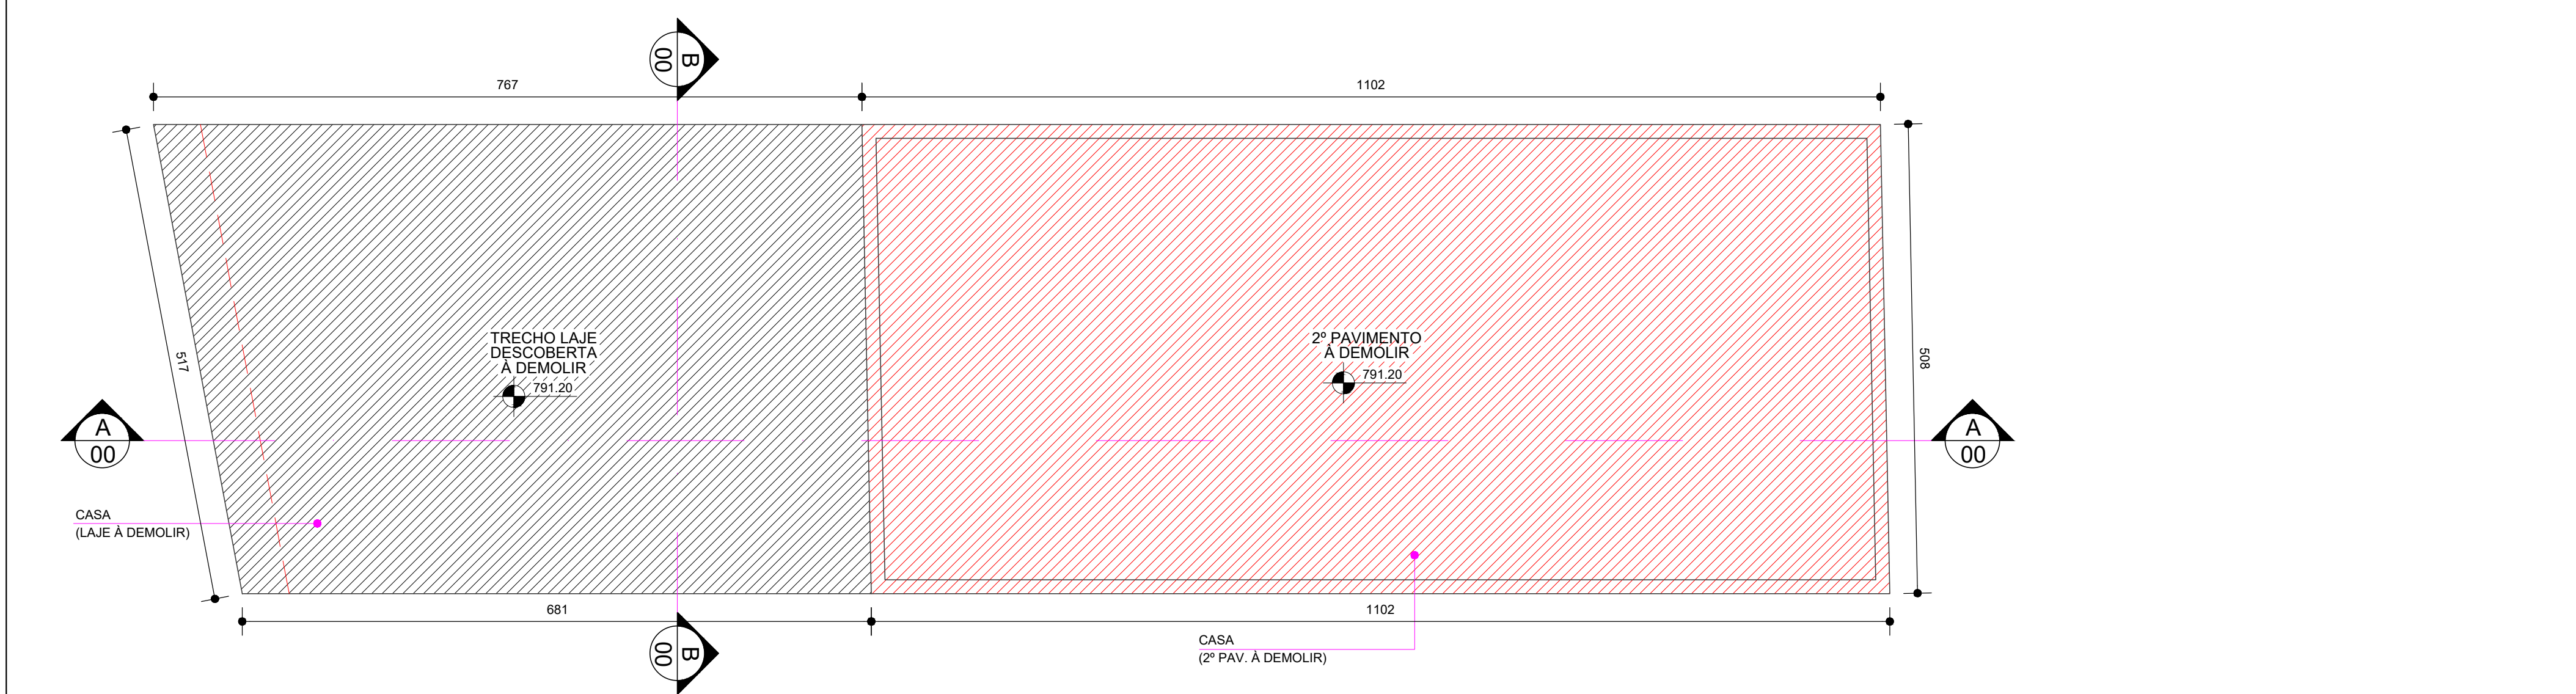 B
00
767
1102
517
TRECHO LAJE
DESCOBERTA
À DEMOLIR
791.20
2º PAVIMENTO
À DEMOLIR
791.20
508
A
00
A
00
CASA
(LAJE À DEMOLIR)
681
1102
B
00
CASA
(2º PAV. À DEMOLIR)